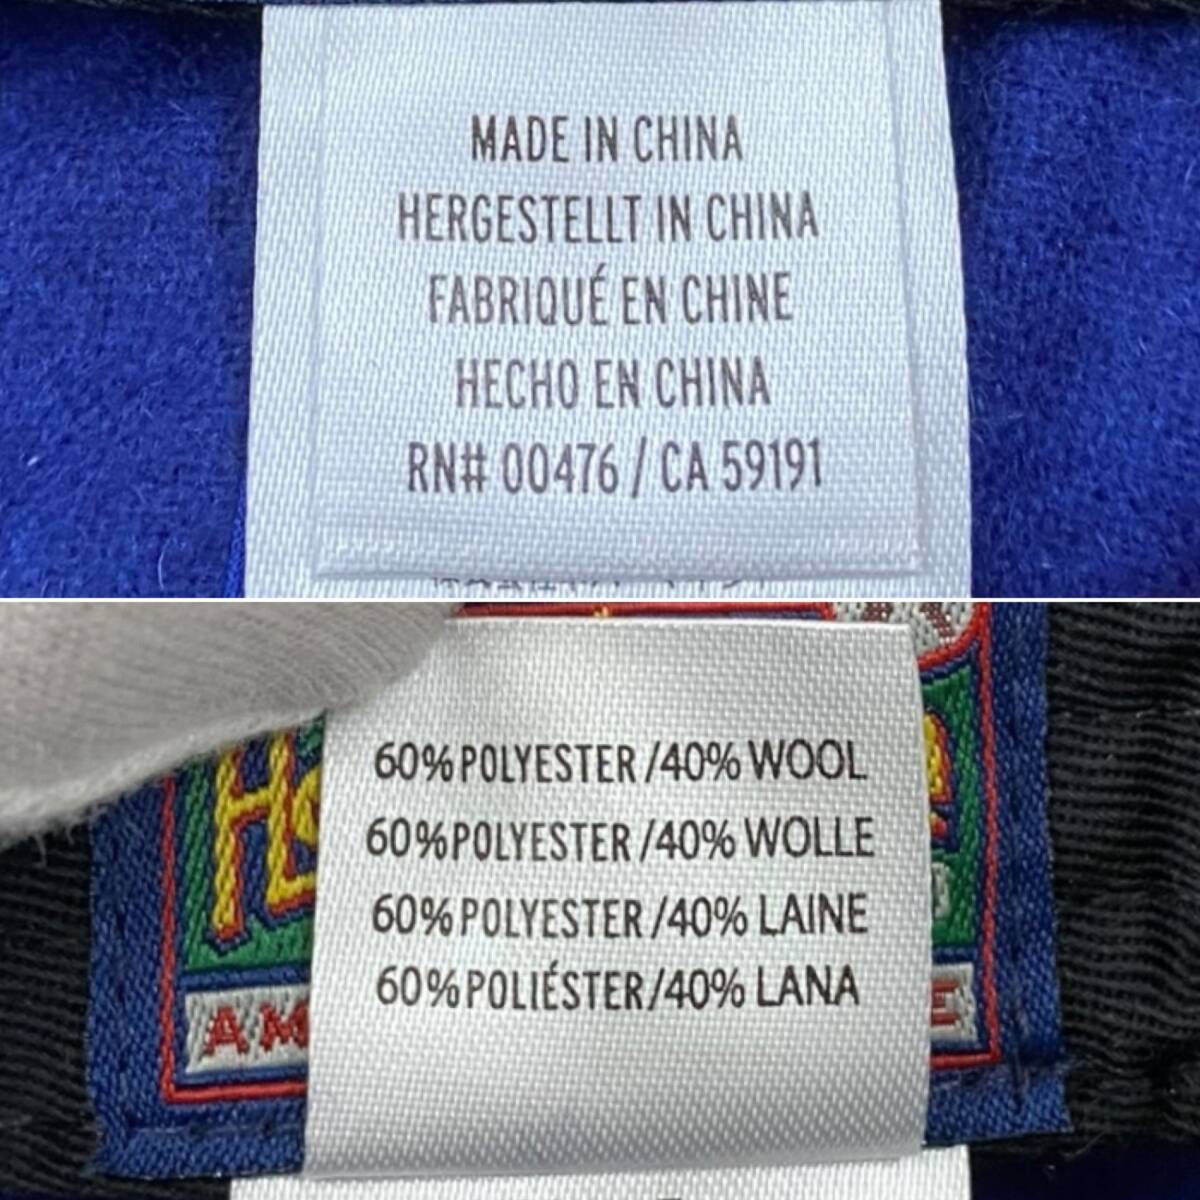 MADE IN CHINA
HERGESTELLT IN CHINA
FABRIQUÉ EN CHINE
HECHO EN CHINA
RN# 00476 / CA 59191
60% POLYESTER /40% WOOL
60% POLYESTER /40% WOLLE
60% POLYESTER /40% LAINE
60% POLIÉSTER/40% LANA